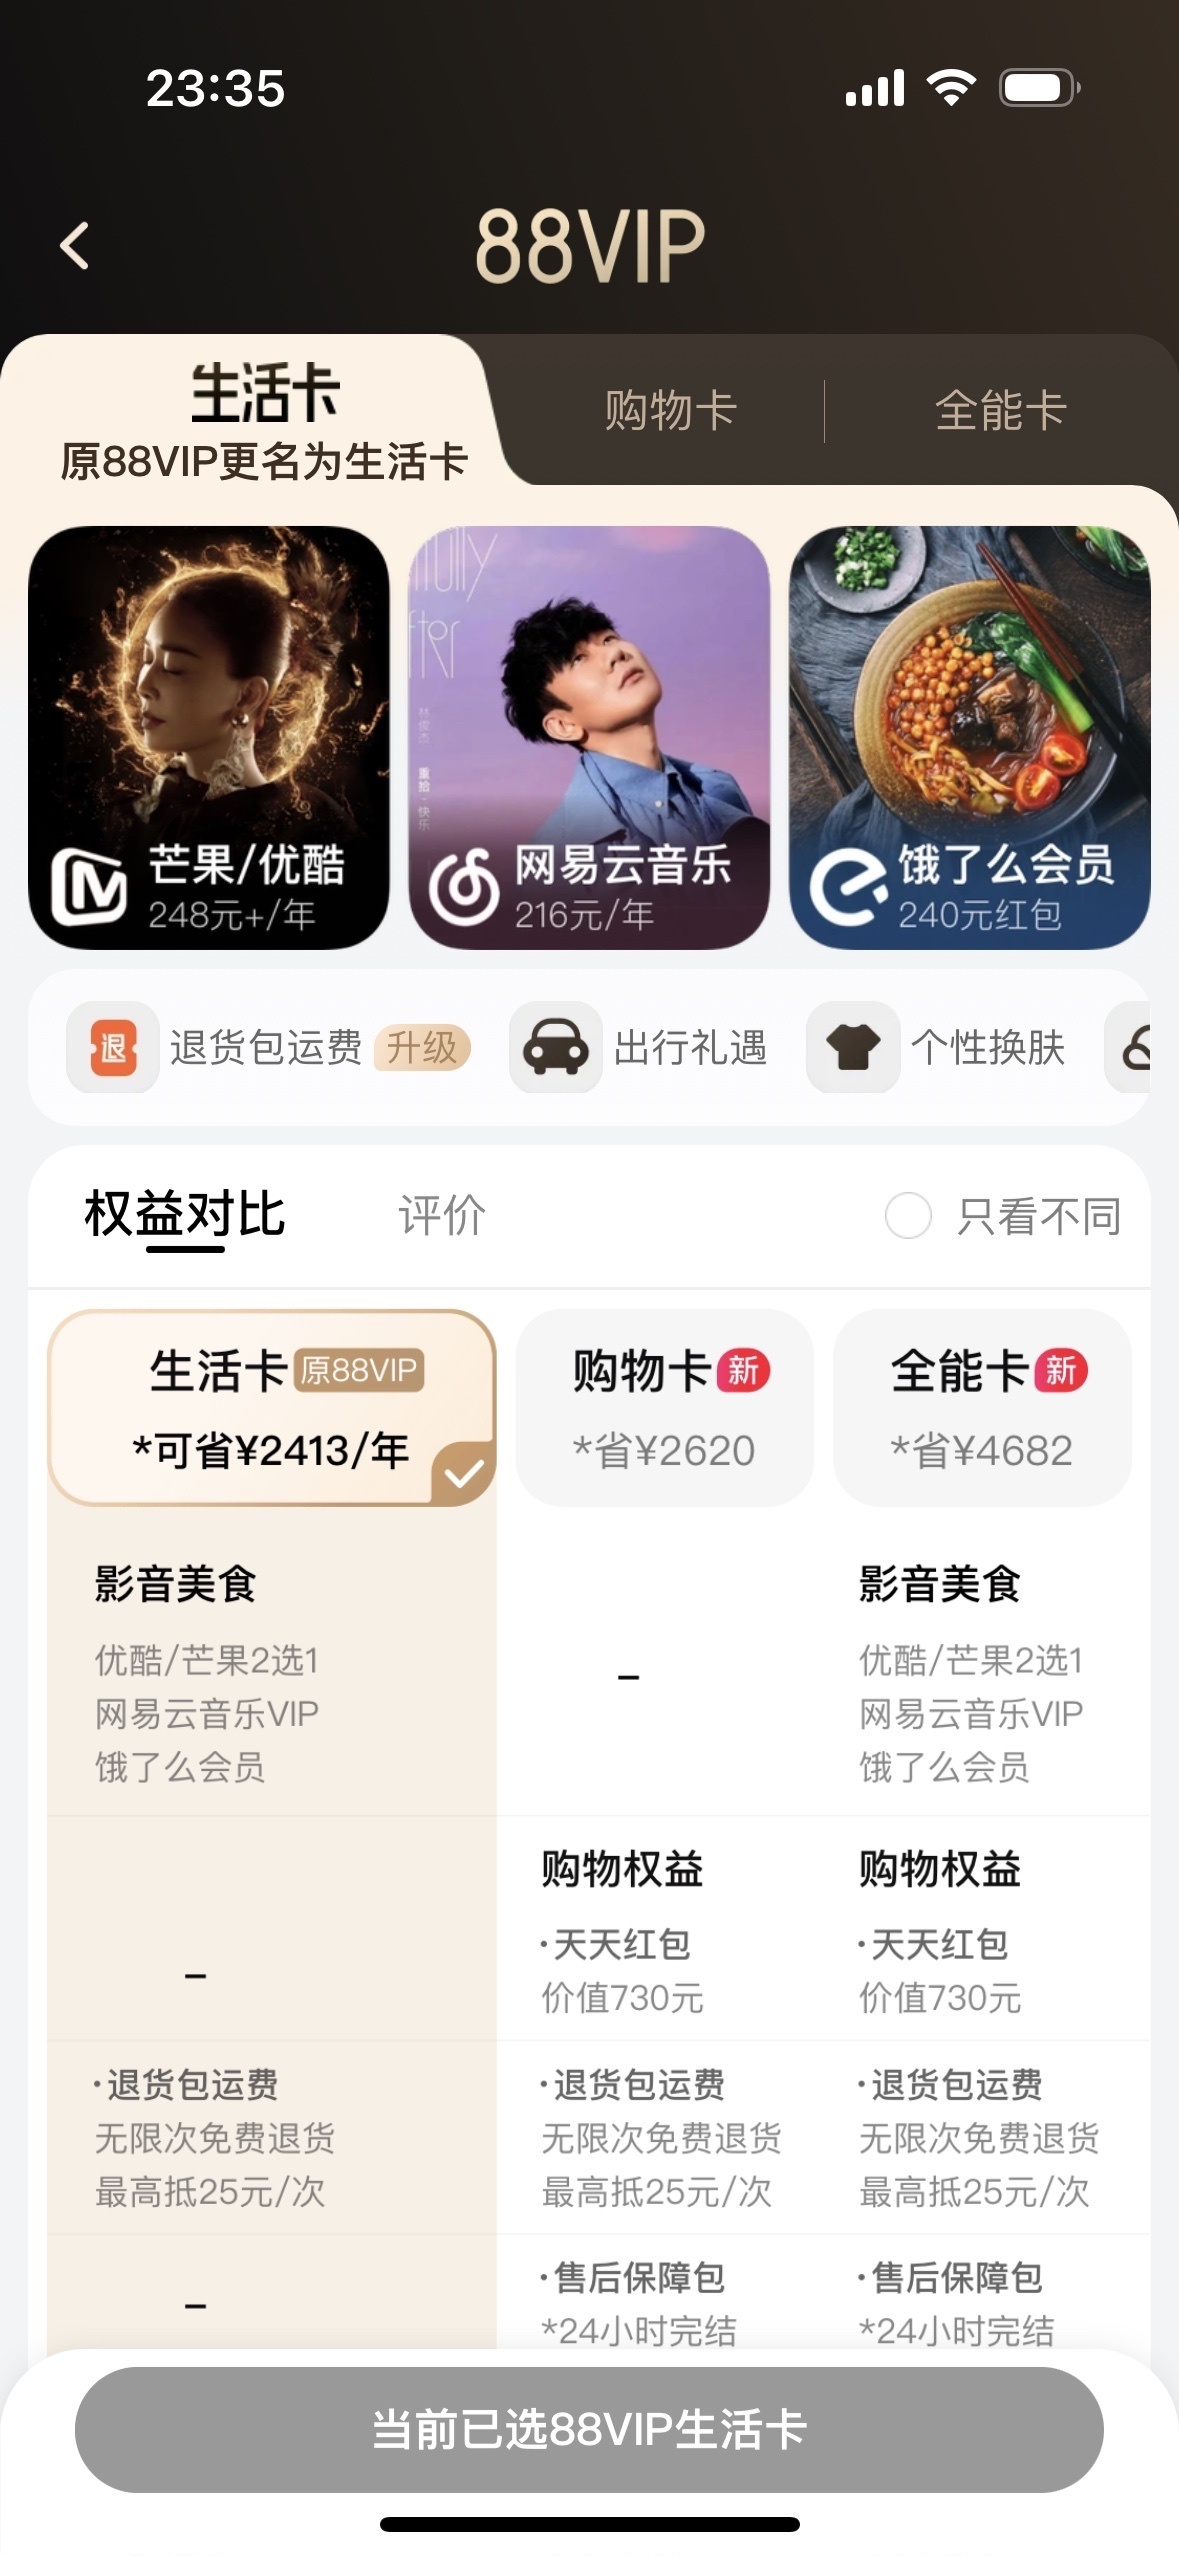 23:35
88VIP
生活卡
原88VIP更名为生活卡
购物卡
全能卡
林俊杰
重拾·快乐
芒果/优酷
248元+/年
网易云音乐
216元/年
饿了么会员
240元红包
退
退货包运费 升级
出行礼遇
个性换肤
权益对比
评价
只看不同
生活卡 原88VIP
*可省¥2413/年
购物卡 新
*省¥2620
全能卡 新
*省¥4682
影音美食
优酷/芒果2选1
网易云音乐VIP
饿了么会员
–
影音美食
优酷/芒果2选1
网易云音乐VIP
饿了么会员
–
购物权益
·天天红包
价值730元
购物权益
·天天红包
价值730元
·退货包运费
无限次免费退货
最高抵25元/次
·退货包运费
无限次免费退货
最高抵25元/次
·退货包运费
无限次免费退货
最高抵25元/次
–
·售后保障包
*24小时完结
·售后保障包
*24小时完结
当前已选88VIP生活卡